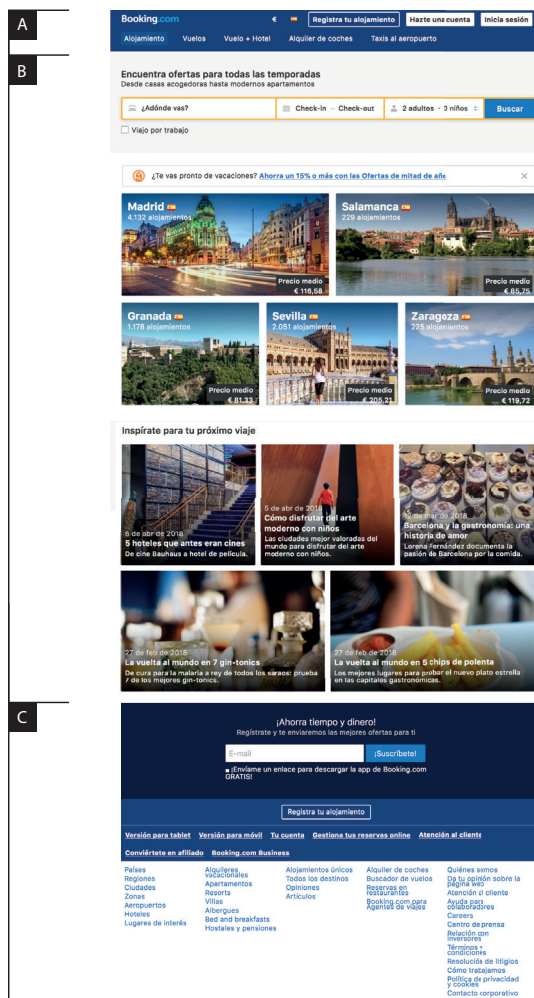 A
Booking.com
€ Registra tu alojamiento Hazte una cuenta Inicia sesión
Alojamiento Vuelos Vuelo + Hotel Alquiler de coches Taxis al aeropuerto
B
Encuentra ofertas para todas las temporadas
Desde casas acogedoras hasta modernos apartamentos
¿Adónde vas? Check-in - Check-out 2 adultos · 0 niños Buscar
Viajo por trabajo
¿Te vas pronto de vacaciones? Ahorra un 15% o más con las Ofertas de mitad de año
Madrid
4.132 alojamientos
Precio medio
€ 116,58
Salamanca
229 alojamientos
Precio medio
€ 85,75
Granada
1.178 alojamientos
Precio medio
€ 81,33
Sevilla
2.051 alojamientos
Precio medio
€ 205,21
Zaragoza
225 alojamientos
Precio medio
€ 119,72
Inspírate para tu próximo viaje
5 de abr de 2018
5 hoteles que antes eran cines
De cine Bauhaus a hotel de película.
5 de abr de 2018
Cómo disfrutar del arte
moderno con niños
Las ciudades mejor valoradas del
mundo para disfrutar del arte
moderno con niños.
12 de mar de 2018
Barcelona y la gastronomía: una
historia de amor
Lorena Fernández documenta la
pasión de Barcelona por la comida.
27 de feb de 2018
La vuelta al mundo en 7 gin-tonics
De cura para la malaria a rey de todos los saraos: prueba
7 de los mejores gin-tonics.
27 de feb de 2018
La vuelta al mundo en 5 chips de polenta
Los mejores lugares para probar el nuevo plato estrella
en las capitales gastronómicas.
C
¡Ahorra tiempo y dinero!
Regístrate y te enviaremos las mejores ofertas para ti
E-mail ¡Suscríbete!
¡Envíame un enlace para descargar la app de Booking.com
GRATIS!
Registra tu alojamiento
Versión para tablet Versión para móvil Tu cuenta Gestiona tus reservas online Atención al cliente
Conviértete en afiliado Booking.com Business
Países
Regiones
Ciudades
Zonas
Aeropuertos
Hoteles
Lugares de interés
Alquileres
vacacionales
Apartamentos
Resorts
Villas
Albergues
Bed and breakfasts
Hostales y pensiones
Alojamientos únicos
Todos los destinos
Opiniones
Artículos
Alquiler de coches
Buscador de vuelos
Reservas en
restaurantes
Booking.com para
Agentes de viajes
Quiénes somos
Da tu opinión sobre la
página web
Atención al cliente
Ayuda para
colaboradores
Careers
Centro de prensa
Relación con
inversores
Términos y
condiciones
Resolución de litigios
Cómo trabajamos
Política de privacidad
y cookies
Contacto corporativo